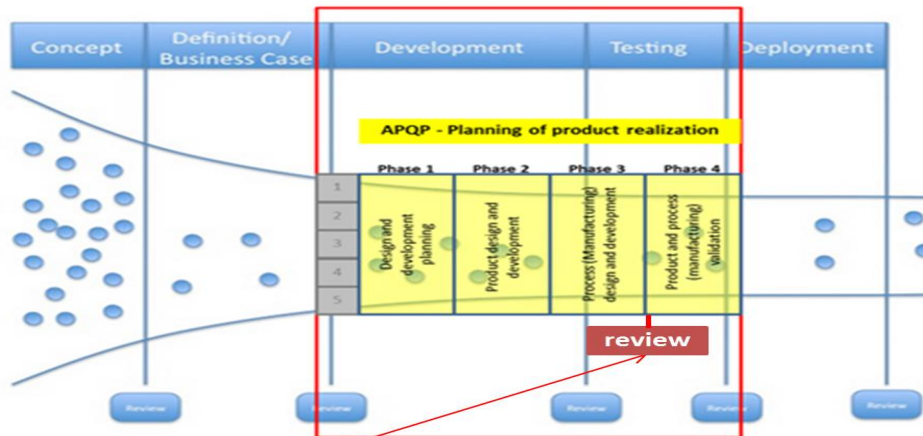 Concept
Definition/
Business Case
Development
Testing
Deployment
APQP - Planning of product realization
Phase 1
Phase 2
Phase 3
Phase 4
1
2
3
4
5
Design and
development
planning
Product design and
development
Process (Manufacturing)
design and development
Product and process
(manufacturing)
validation
review
Review
Review
Review
Review
Review